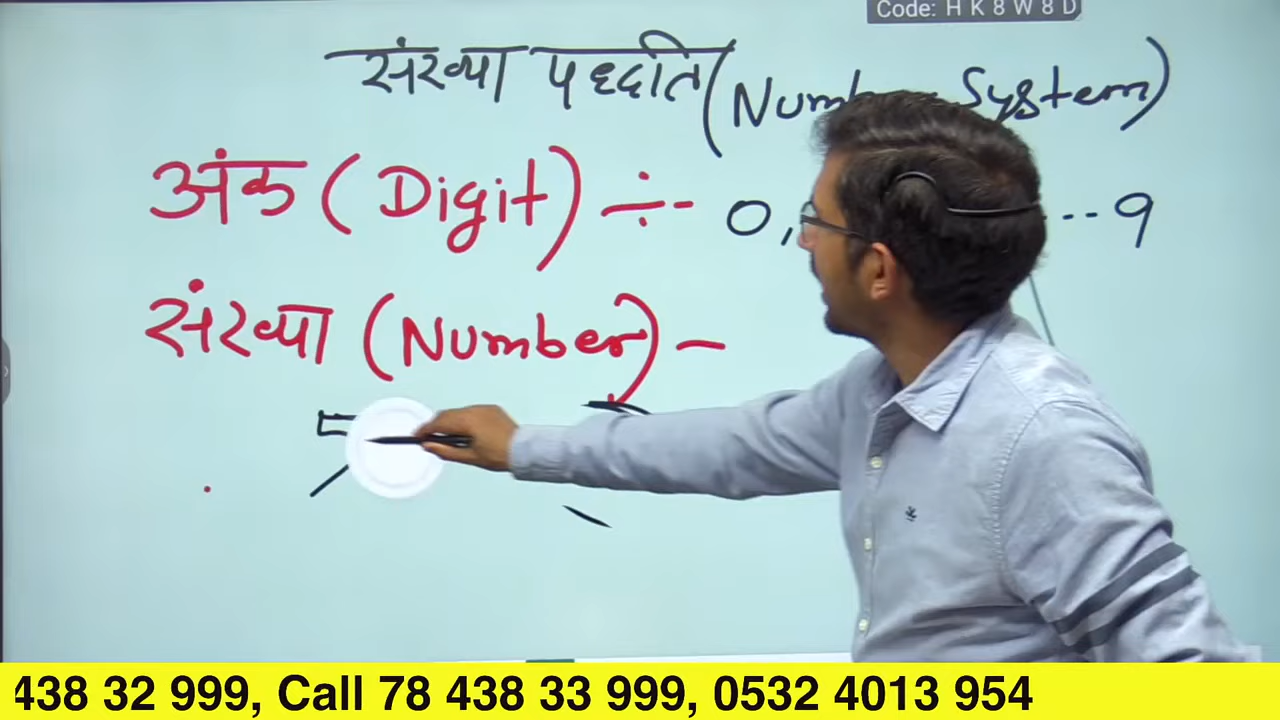 Code: H K 8 W 8 D
संख्या पद्धति (Number System)
अंक (Digit) ÷- 0, --9
संख्या (Number) –
438 32 999, Call 78 438 33 999, 0532 4013 954